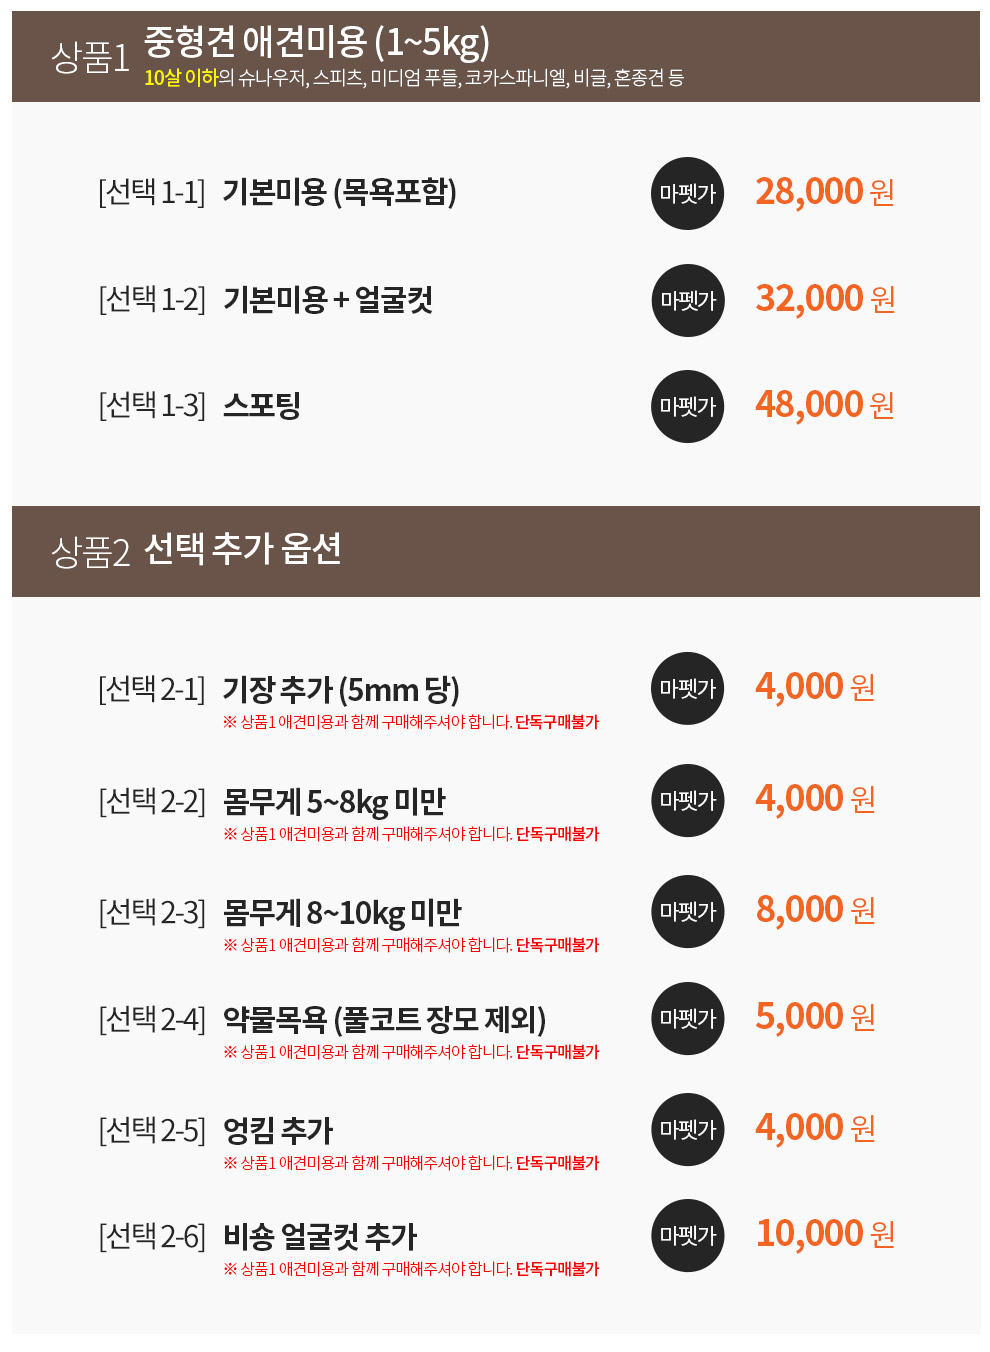 상품1 중형견 애견미용 (1~5kg)
10살 이하의 슈나우저, 스피츠, 미디엄 푸들, 코카스파니엘, 비글, 혼종견 등
[선택 1-1] 기본미용 (목욕포함) 마펫가 28,000 원
[선택 1-2] 기본미용 + 얼굴컷 마펫가 32,000 원
[선택 1-3] 스포팅 마펫가 48,000 원
상품2 선택 추가 옵션
[선택 2-1] 기장 추가 (5mm 당) 마펫가 4,000 원
※ 상품1 애견미용과 함께 구매해주셔야 합니다. 단독구매불가
[선택 2-2] 몸무게 5~8kg 미만 마펫가 4,000 원
※ 상품1 애견미용과 함께 구매해주셔야 합니다. 단독구매불가
[선택 2-3] 몸무게 8~10kg 미만 마펫가 8,000 원
※ 상품1 애견미용과 함께 구매해주셔야 합니다. 단독구매불가
[선택 2-4] 약물목욕 (풀코트 장모 제외) 마펫가 5,000 원
※ 상품1 애견미용과 함께 구매해주셔야 합니다. 단독구매불가
[선택 2-5] 엉킴 추가 마펫가 4,000 원
※ 상품1 애견미용과 함께 구매해주셔야 합니다. 단독구매불가
[선택 2-6] 비숑 얼굴컷 추가 마펫가 10,000 원
※ 상품1 애견미용과 함께 구매해주셔야 합니다. 단독구매불가